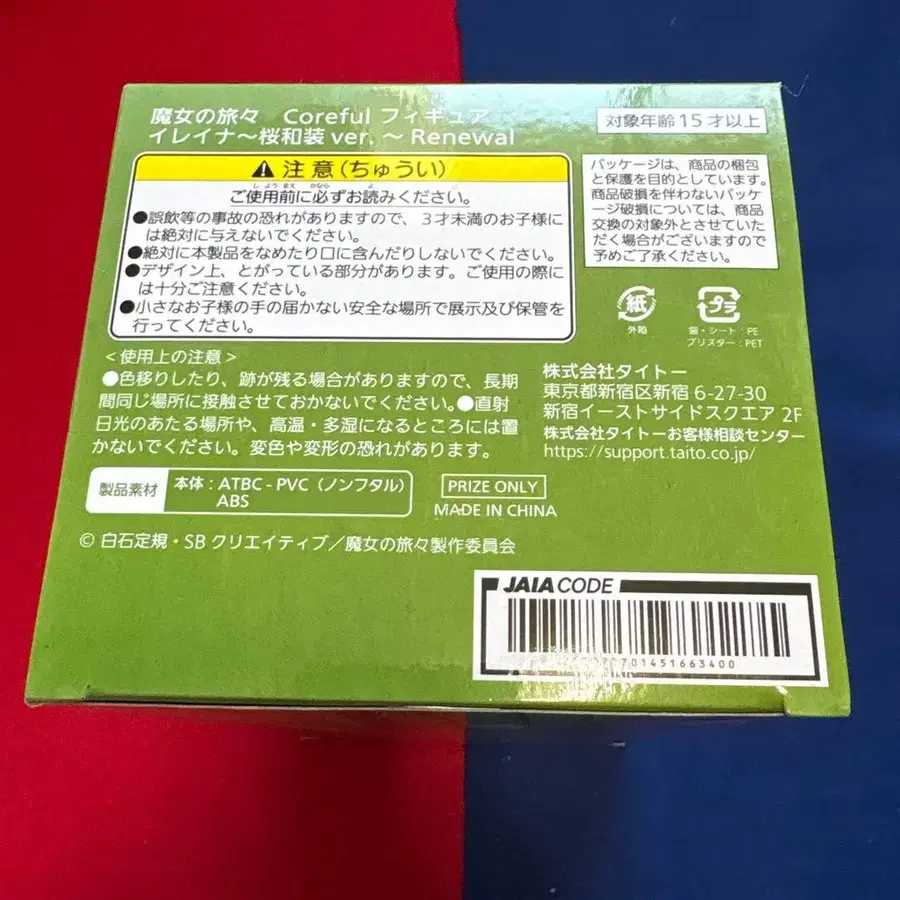 魔女の旅々　Coreful フィギュア
イレイナ～桜和装 ver. ～ Renewal
対象年齢 15 才以上
注意(ちゅうい)
ご使用前に必ずお読みください。
●誤飲等の事故の恐れがありますので、3才未満のお子様に
は絶対に与えないでください。
●絶対に本製品をなめたり口に含んだりしないでください。
●デザイン上、とがっている部分があります。ご使用の際に
は十分ご注意ください。
●小さなお子様の手の届かない安全な場所で展示及び保管を
行ってください。
パッケージは、商品の梱包
と保護を目的としています。
商品破損を伴わないパッケー
ジ破損については、商品
交換の対象外とさせていた
だく場合がございますので
予めご了承ください。
紙
外箱
プラ
袋・シート：PE
ブリスター：PET
＜使用上の注意＞
●色移りしたり、跡が残る場合がありますので、長期
間同じ場所に接触させておかないでください。●直射
日光のあたる場所や、高温・多湿になるところには置
かないでください。変色や変形の恐れがあります。
株式会社タイトー
東京都新宿区新宿 6-27-30
新宿イーストサイドスクエア 2F
株式会社タイトーお客様相談センター
https://support.taito.co.jp/
製品素材
本体：ATBC-PVC（ノンフタル）
ABS
PRIZE ONLY
MADE IN CHINA
© 白石定規・SB クリエイティブ／魔女の旅々製作委員会
JAIA CODE
701451663400